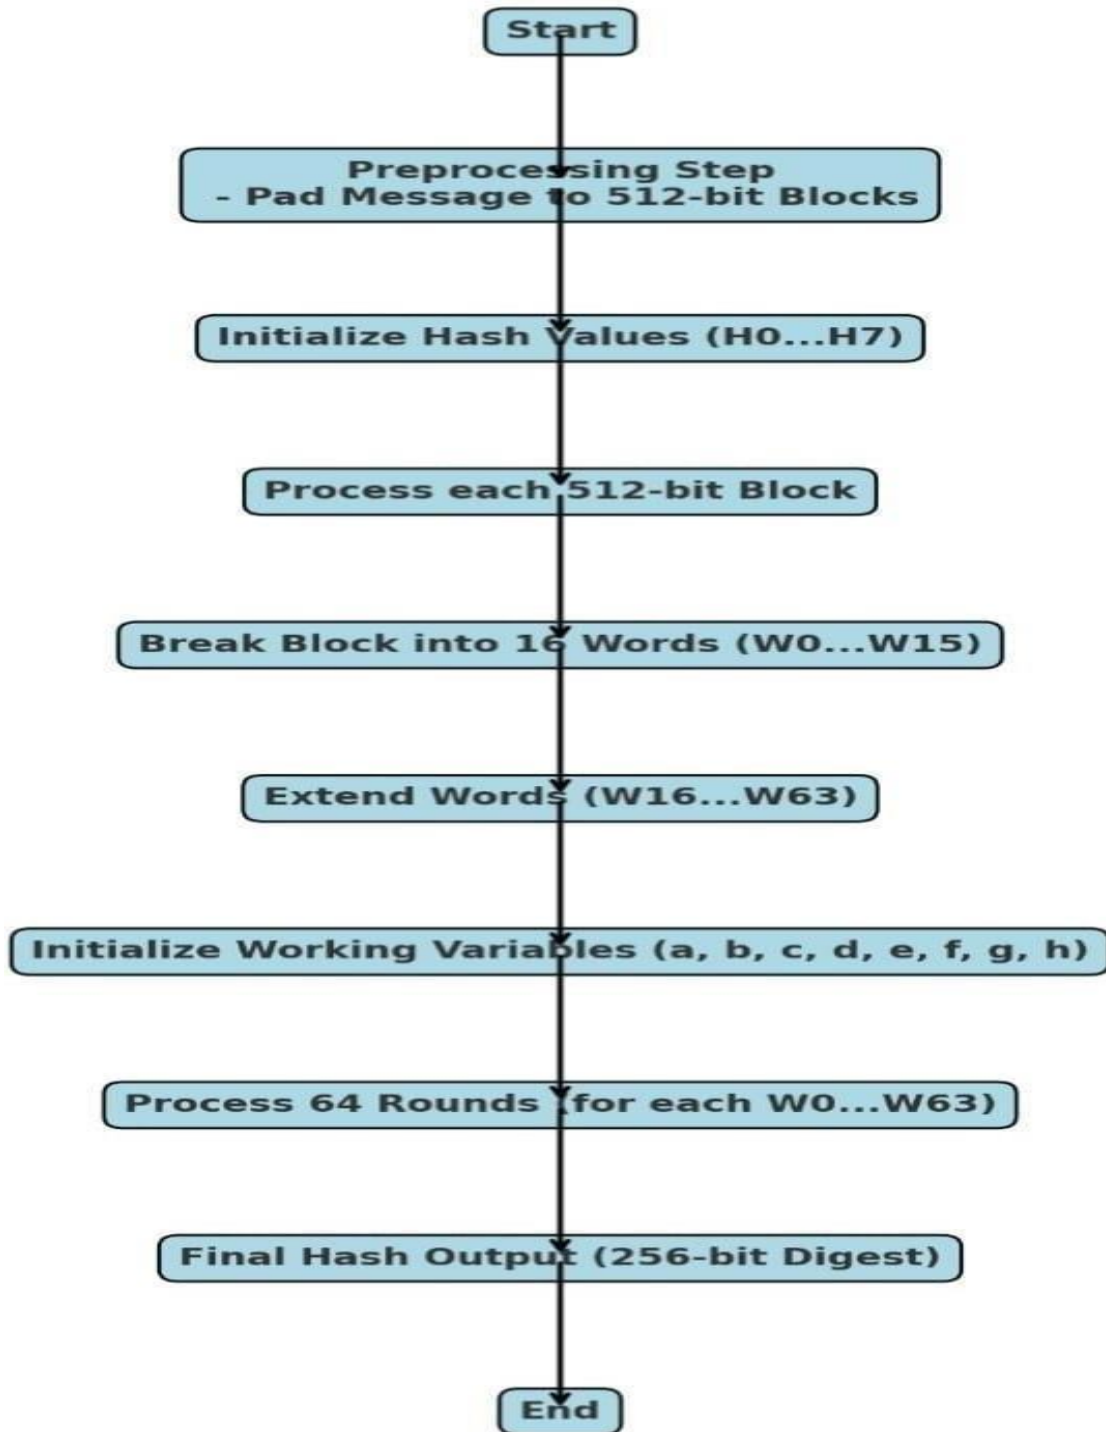 Start
Preprocessing Step
- Pad Message to 512-bit Blocks
Initialize Hash Values (H0...H7)
Process each 512-bit Block
Break Block into 16 Words (W0...W15)
Extend Words (W16...W63)
Initialize Working Variables (a, b, c, d, e, f, g, h)
Process 64 Rounds (for each W0...W63)
Final Hash Output (256-bit Digest)
End